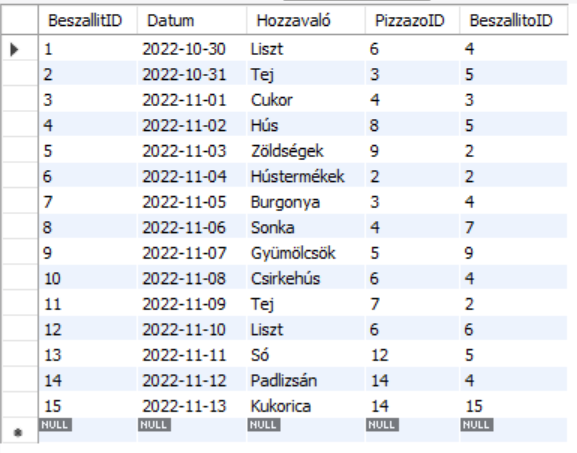 BeszallitID Datum Hozzavaló PizzazoID BeszallitoID
1 2022-10-30 Liszt 6 4
2 2022-10-31 Tej 3 5
3 2022-11-01 Cukor 4 3
4 2022-11-02 Hús 8 5
5 2022-11-03 Zöldségek 9 2
6 2022-11-04 Hústermékek 2 2
7 2022-11-05 Burgonya 3 4
8 2022-11-06 Sonka 4 7
9 2022-11-07 Gyümölcsök 5 9
10 2022-11-08 Csirkehús 6 4
11 2022-11-09 Tej 7 2
12 2022-11-10 Liszt 6 6
13 2022-11-11 Só 12 5
14 2022-11-12 Padlizsán 14 4
15 2022-11-13 Kukorica 14 15
NULL NULL NULL NULL NULL